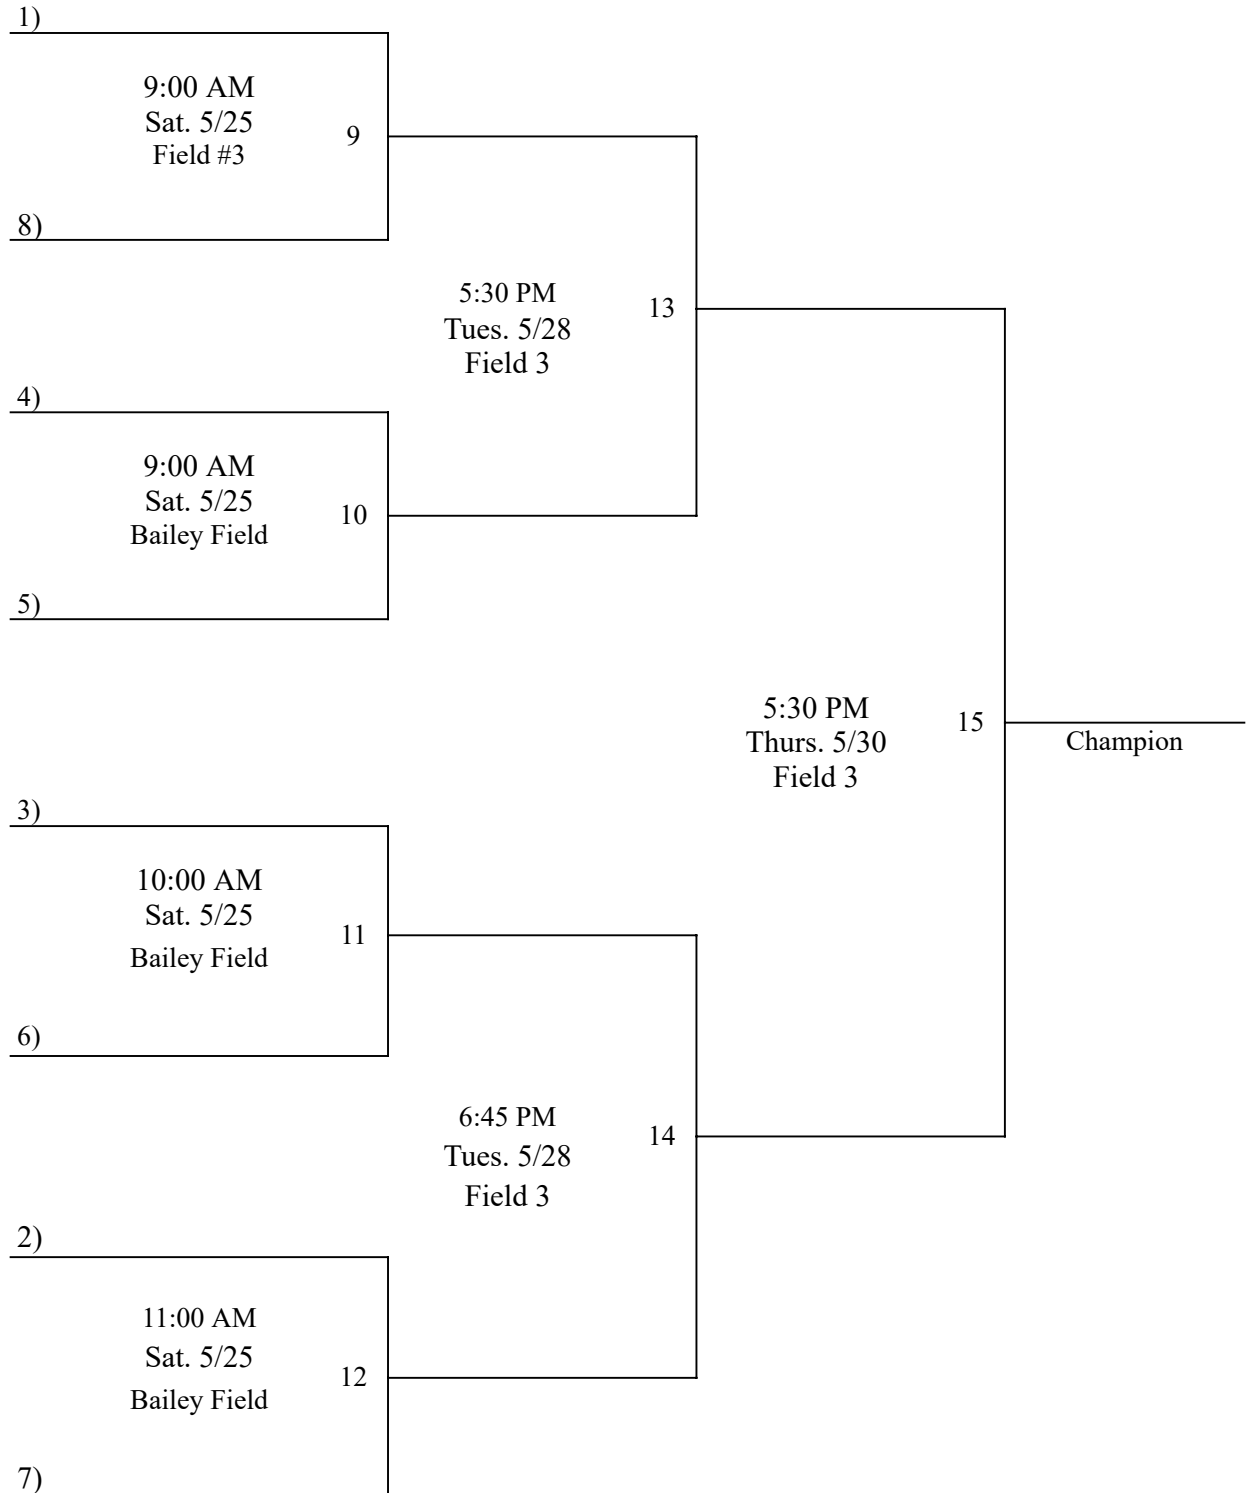 1)
9:00 AM
Sat. 5/25
Field #3
9
8)
5:30 PM
Tues. 5/28
Field 3
13
4)
9:00 AM
Sat. 5/25
Bailey Field
10
5)
5:30 PM
Thurs. 5/30
Field 3
15
Champion
3)
10:00 AM
Sat. 5/25
Bailey Field
11
6)
6:45 PM
Tues. 5/28
Field 3
14
2)
11:00 AM
Sat. 5/25
Bailey Field
12
7)